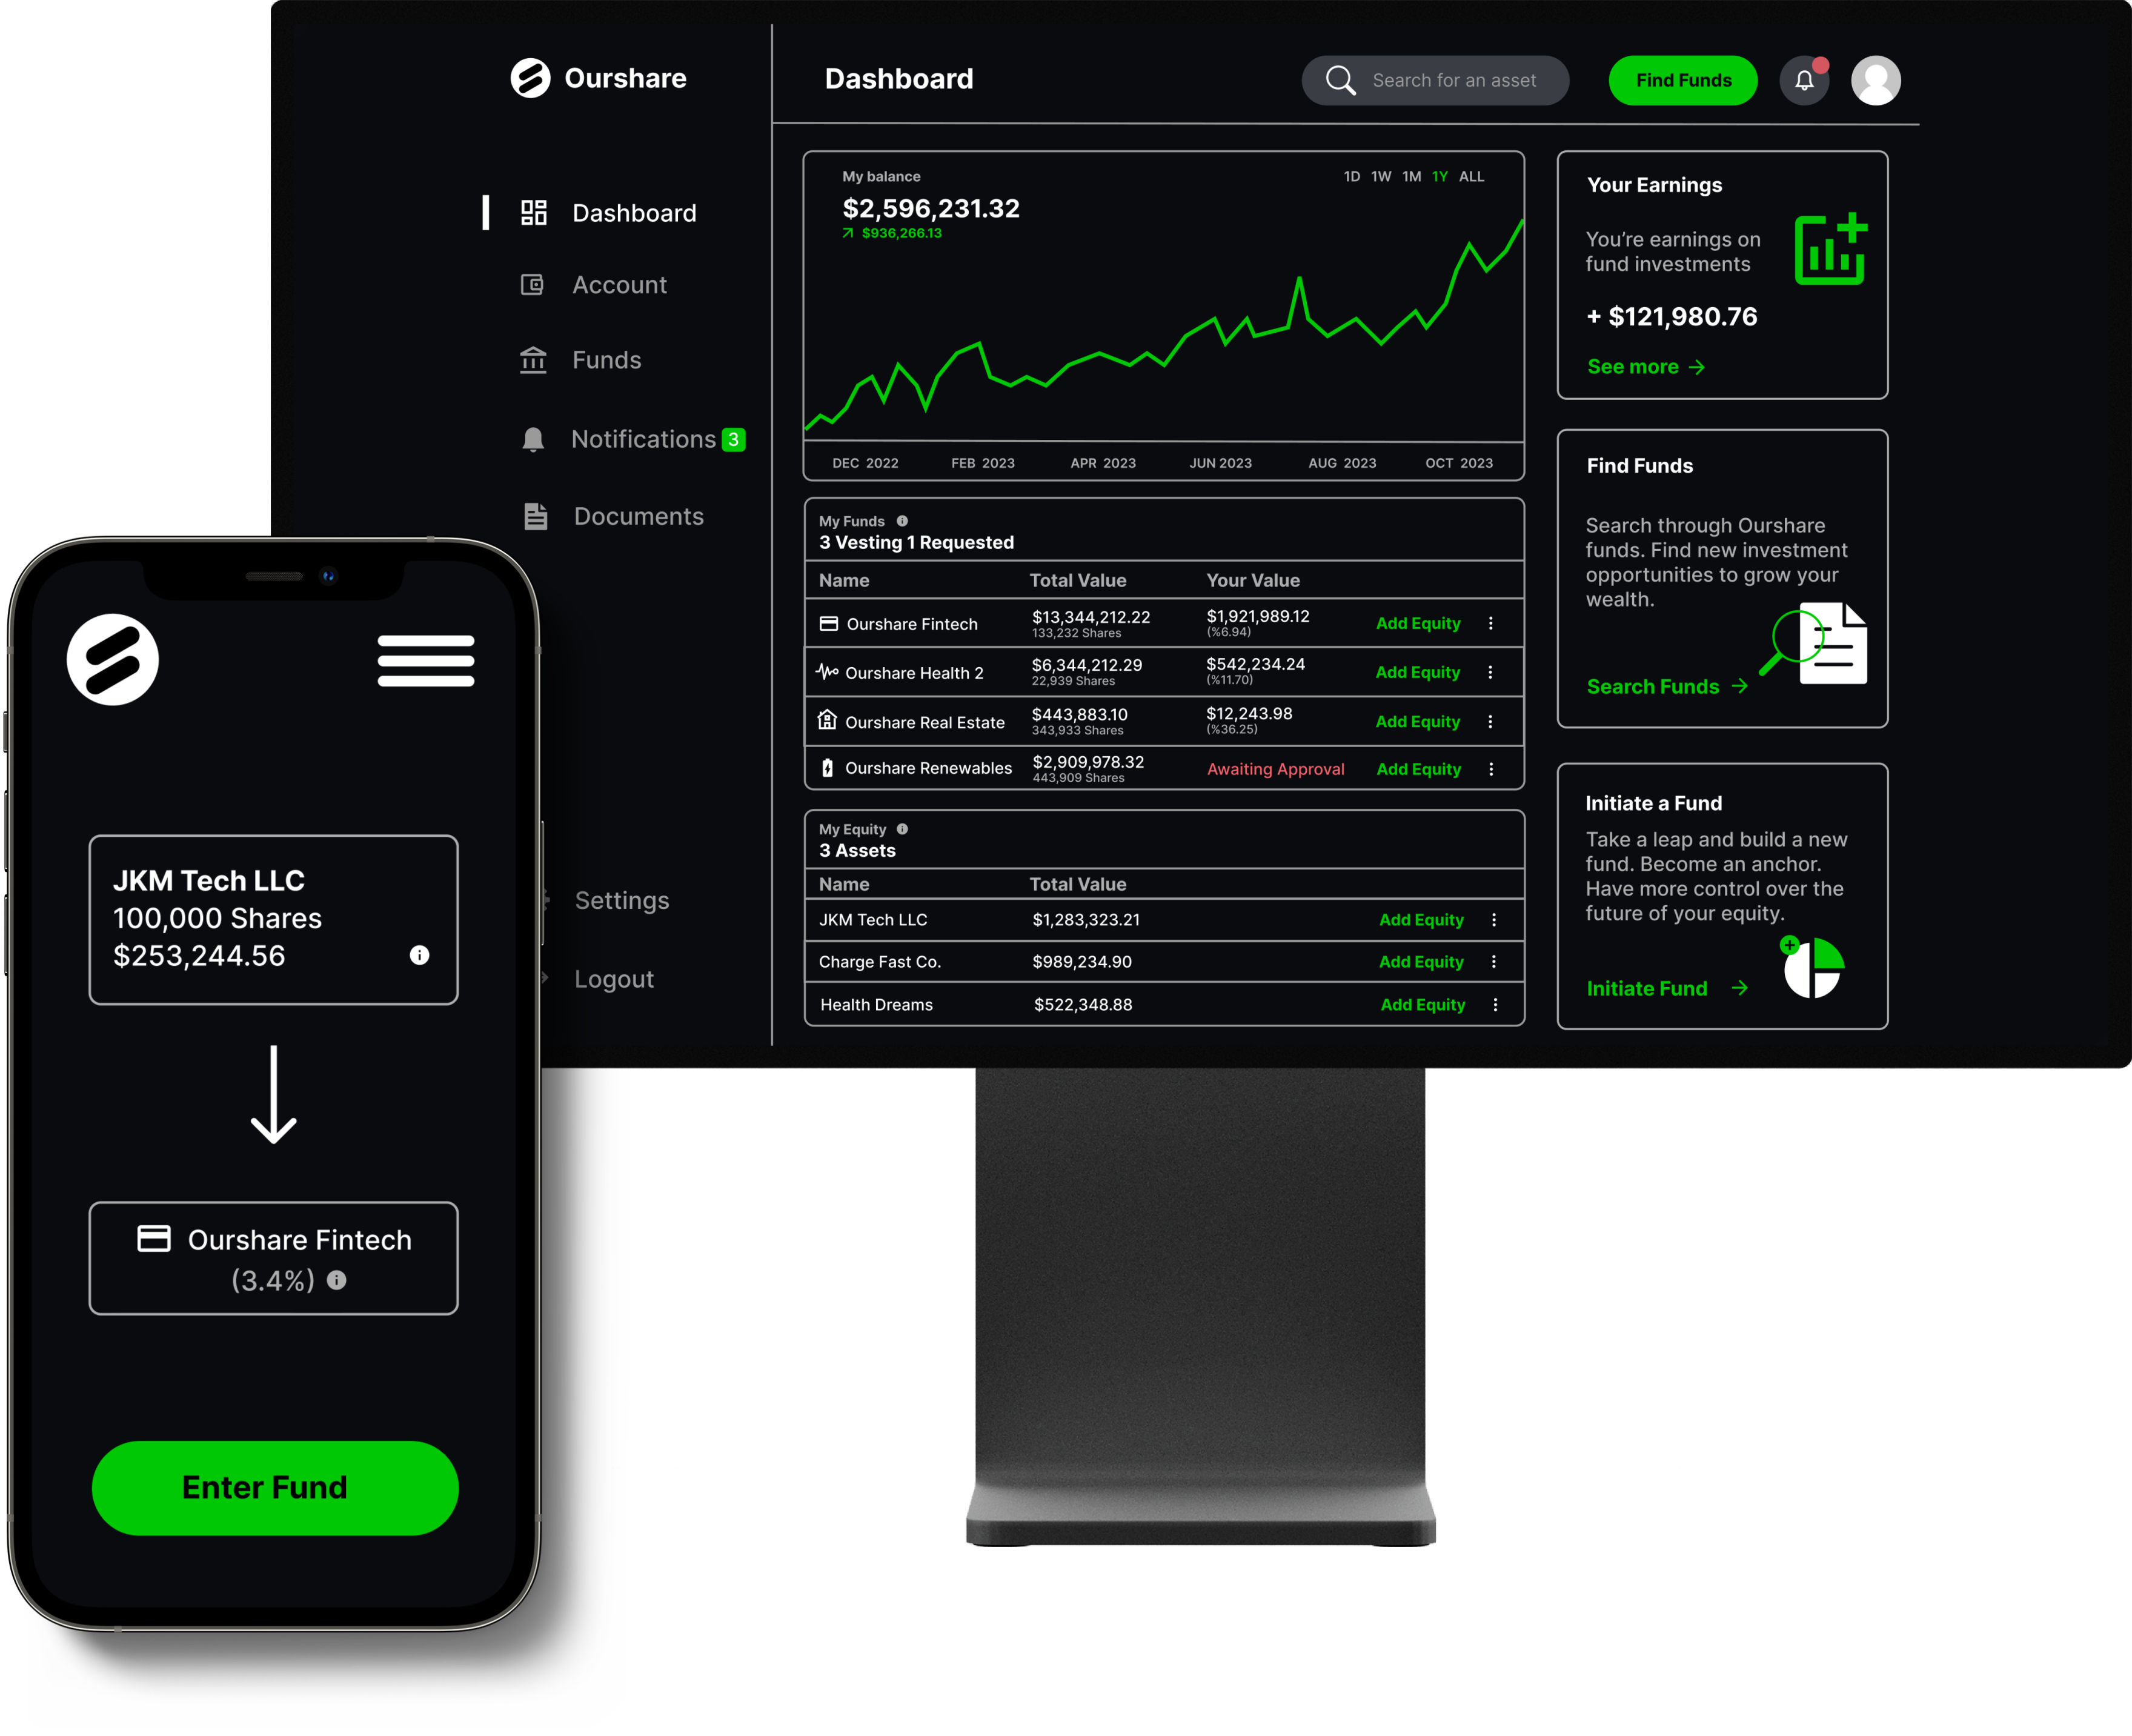 Ourshare
Dashboard
Account
Funds
Notifications 3
Documents
Settings
Logout
Dashboard
Search for an asset
Find Funds
My balance
1D 1W 1M 1Y ALL
$2,596,231.32
$936,266.13
DEC 2022 FEB 2023 APR 2023 JUN 2023 AUG 2023 OCT 2023
My Funds
3 Vesting 1 Requested
Name Total Value Your Value
Ourshare Fintech $13,344,212.22 $1,921,989.12 Add Equity
133,232 Shares (%6.94)
Ourshare Health 2 $6,344,212.29 $542,234.24 Add Equity
22,939 Shares (%11.70)
Ourshare Real Estate $443,883.10 $12,243.98 Add Equity
343,933 Shares (%36.25)
Ourshare Renewables $2,909,978.32 Awaiting Approval Add Equity
443,909 Shares
My Equity
3 Assets
Name Total Value
JKM Tech LLC $1,283,323.21 Add Equity
Charge Fast Co. $989,234.90 Add Equity
Health Dreams $522,348.88 Add Equity
Your Earnings
You're earnings on
fund investments
+ $121,980.76
See more
Find Funds
Search through Ourshare
funds. Find new investment
opportunities to grow your
wealth.
Search Funds
Initiate a Fund
Take a leap and build a new
fund. Become an anchor.
Have more control over the
future of your equity.
Initiate Fund
JKM Tech LLC
100,000 Shares
$253,244.56
Ourshare Fintech
(3.4%)
Enter Fund